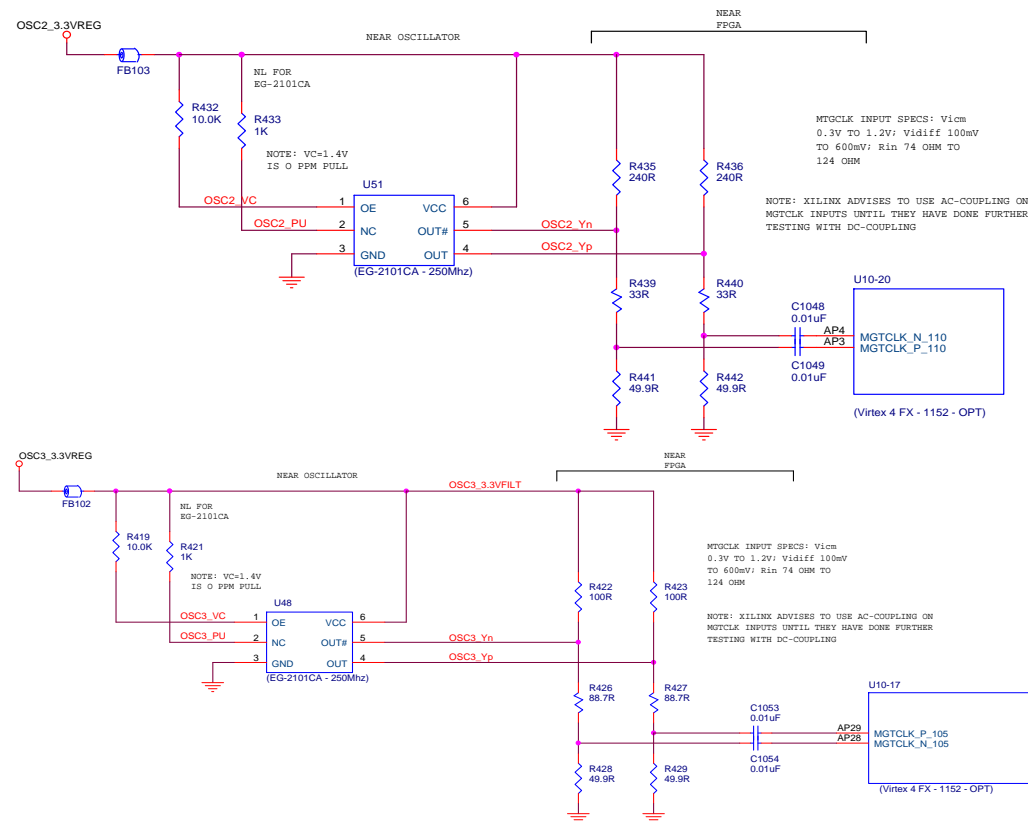 OSC2_3.3VREG
FB103
NEAR OSCILLATOR
NEAR
FPGA
NL FOR
EG-2101CA
R432
10.0K
R433
1K
NOTE: VC=1.4V
IS O PPM PULL
MTGCLK INPUT SPECS: Vicm
0.3V TO 1.2V; Vidiff 100mV
TO 600mV; Rin 74 OHM TO
124 OHM
R435
240R
R436
240R
NOTE: XILINX ADVISES TO USE AC-COUPLING ON
MGTCLK INPUTS UNTIL THEY HAVE DONE FURTHER
TESTING WITH DC-COUPLING
U51
OSC2_VC
1
OE
VCC
6
OSC2_PU
2
NC
OUT#
5
OSC2_Yn
3
GND
OUT
4
OSC2_Yp
(EG-2101CA - 250Mhz)
R439
33R
R440
33R
U10-20
C1048
0.01uF
AP4
MGTCLK_N_110
AP3
MGTCLK_P_110
C1049
0.01uF
R441
49.9R
R442
49.9R
(Virtex 4 FX - 1152 - OPT)
OSC3_3.3VREG
FB102
NEAR OSCILLATOR
NEAR
FPGA
OSC3_3.3VFILT
NL FOR
EG-2101CA
R419
10.0K
R421
1K
NOTE: VC=1.4V
IS O PPM PULL
MTGCLK INPUT SPECS: Vicm
0.3V TO 1.2V; Vidiff 100mV
TO 600mV; Rin 74 OHM TO
124 OHM
R422
100R
R423
100R
NOTE: XILINX ADVISES TO USE AC-COUPLING ON
MGTCLK INPUTS UNTIL THEY HAVE DONE FURTHER
TESTING WITH DC-COUPLING
U48
OSC3_VC
1
OE
VCC
6
OSC3_PU
2
NC
OUT#
5
OSC3_Yn
3
GND
OUT
4
OSC3_Yp
(EG-2101CA - 250Mhz)
R426
88.7R
R427
88.7R
U10-17
C1053
0.01uF
AP29
MGTCLK_P_105
AP28
MGTCLK_N_105
C1054
0.01uF
R428
49.9R
R429
49.9R
(Virtex 4 FX - 1152 - OPT)